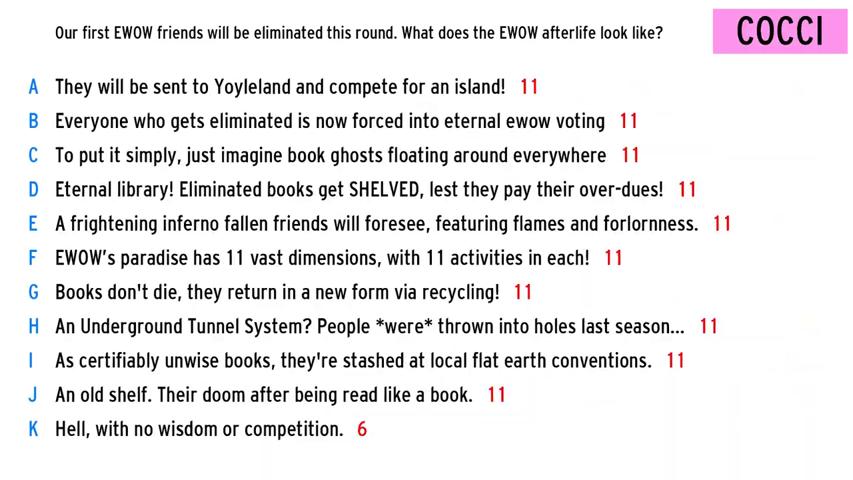 Our first EWOW friends will be eliminated this round. What does the EWOW afterlife look like?
COCCI
A They will be sent to Yoyleland and compete for an island! 11
B Everyone who gets eliminated is now forced into eternal ewow voting 11
C To put it simply, just imagine book ghosts floating around everywhere 11
D Eternal library! Eliminated books get SHELVED, lest they pay their over-dues! 11
E A frightening inferno fallen friends will foresee, featuring flames and forlornness. 11
F EWOW's paradise has 11 vast dimensions, with 11 activities in each! 11
G Books don't die, they return in a new form via recycling! 11
H An Underground Tunnel System? People *were* thrown into holes last season... 11
I As certifiably unwise books, they're stashed at local flat earth conventions. 11
J An old shelf. Their doom after being read like a book. 11
K Hell, with no wisdom or competition. 6